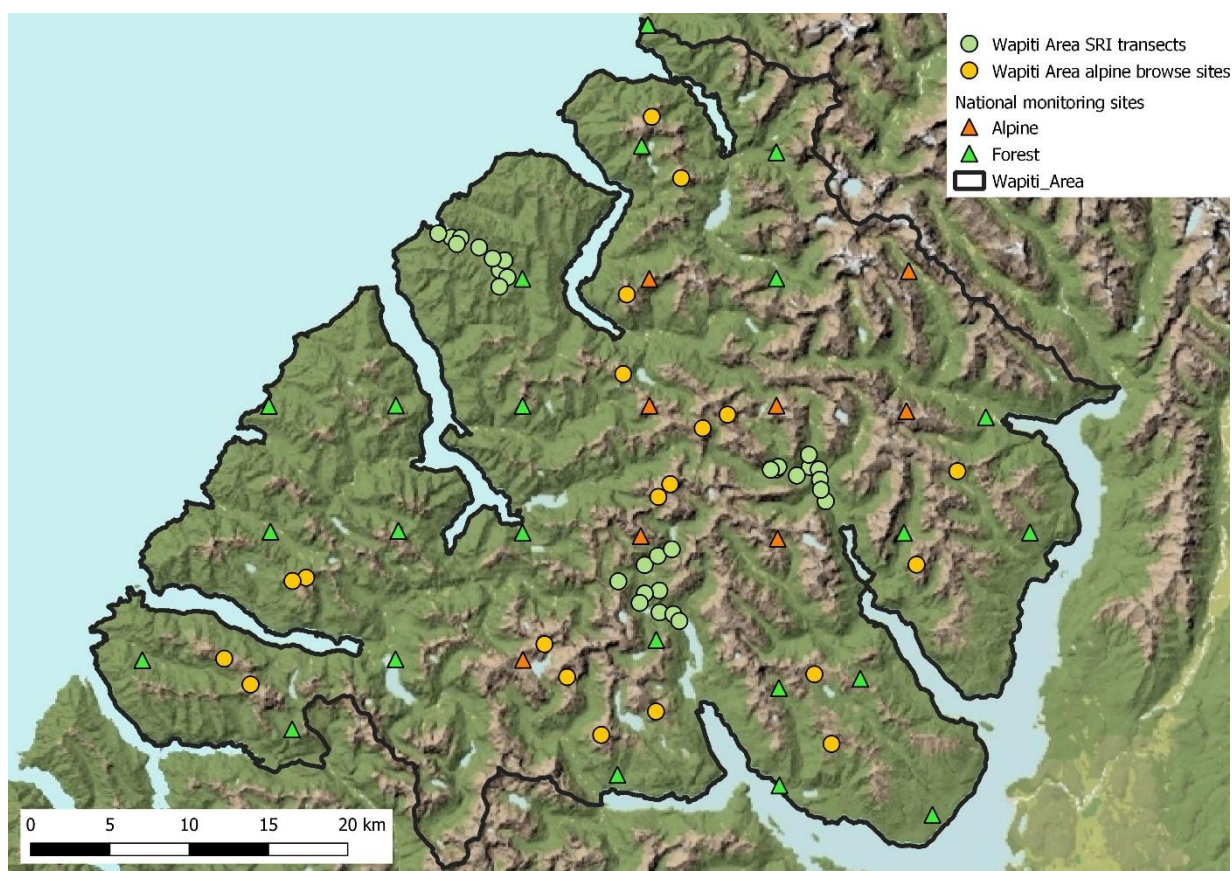 Wapiti Area SRI transects
Wapiti Area alpine browse sites
National monitoring sites
Alpine
Forest
Wapiti_Area
0 5 10 15 20 km